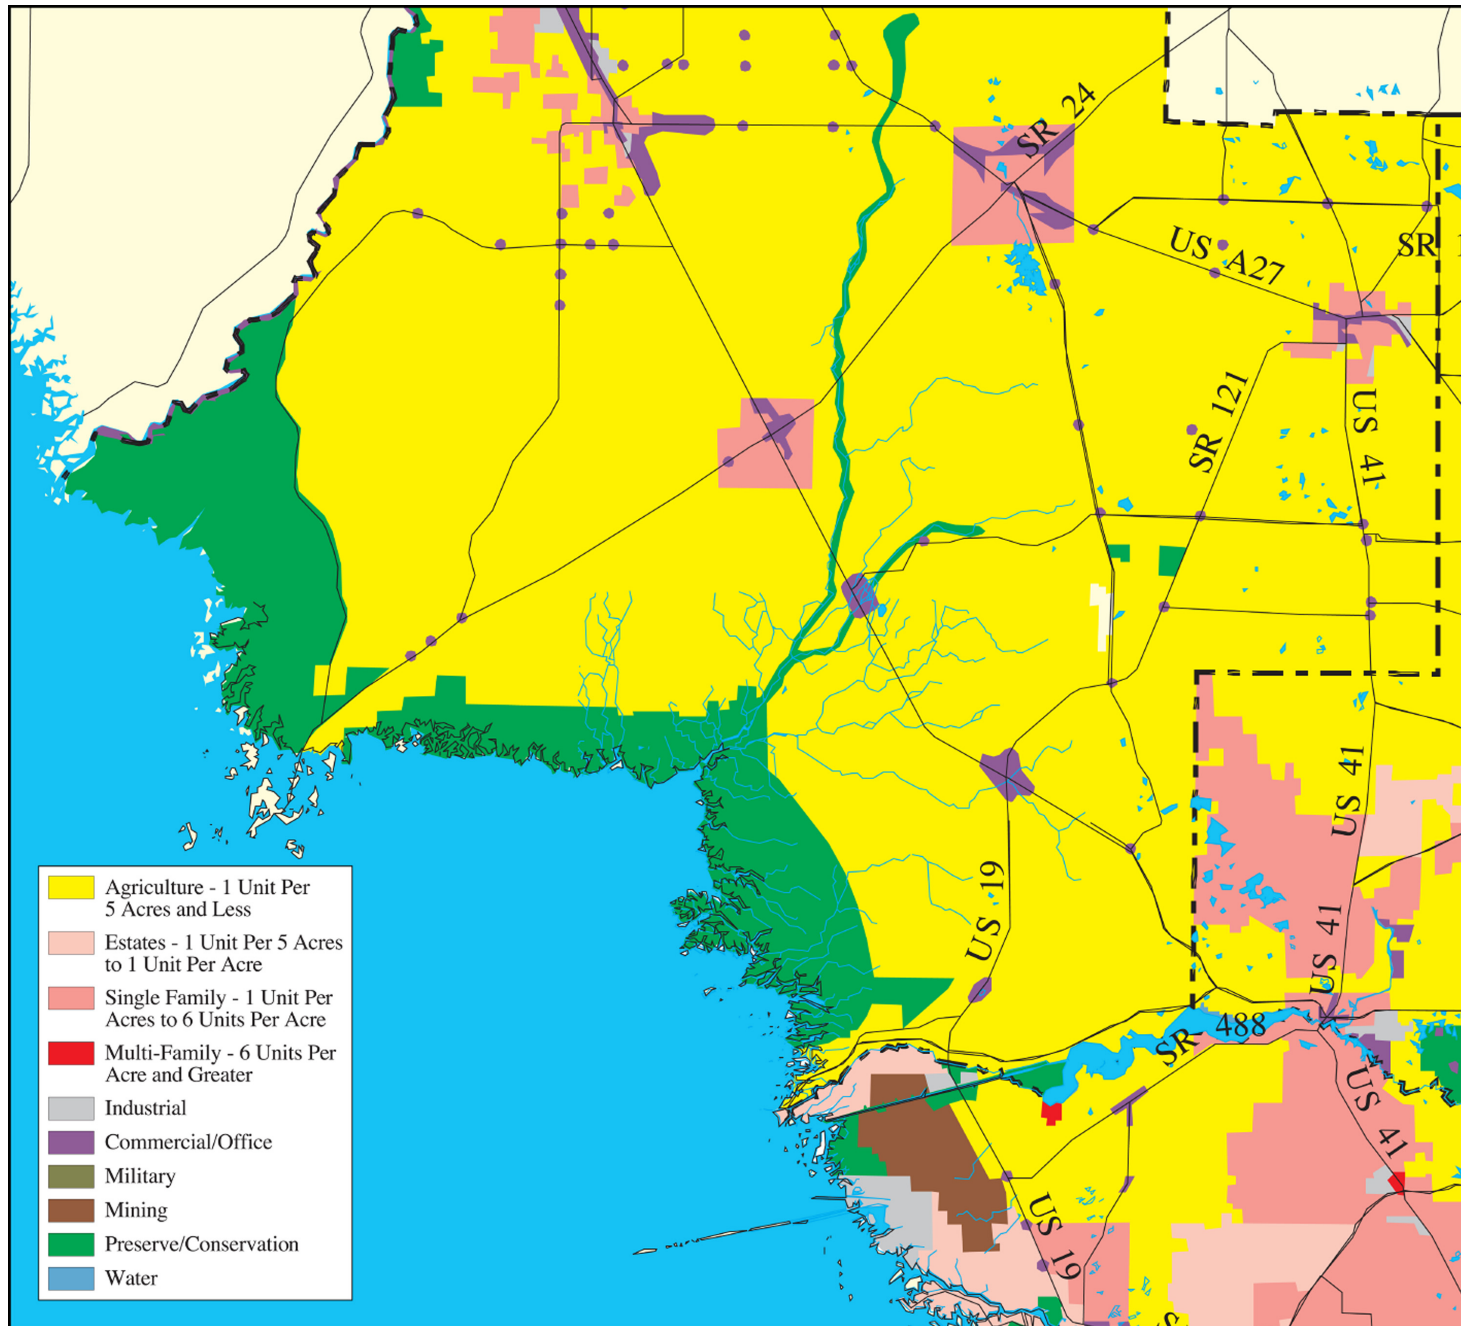 SR 24
US A27
SR 1
SR 121
US 41
US 41
US 19
US 41
SR 488
US 41
US 19
Agriculture - 1 Unit Per
5 Acres and Less
Estates - 1 Unit Per 5 Acres
to 1 Unit Per Acre
Single Family - 1 Unit Per
Acres to 6 Units Per Acre
Multi-Family - 6 Units Per
Acre and Greater
Industrial
Commercial/Office
Military
Mining
Preserve/Conservation
Water